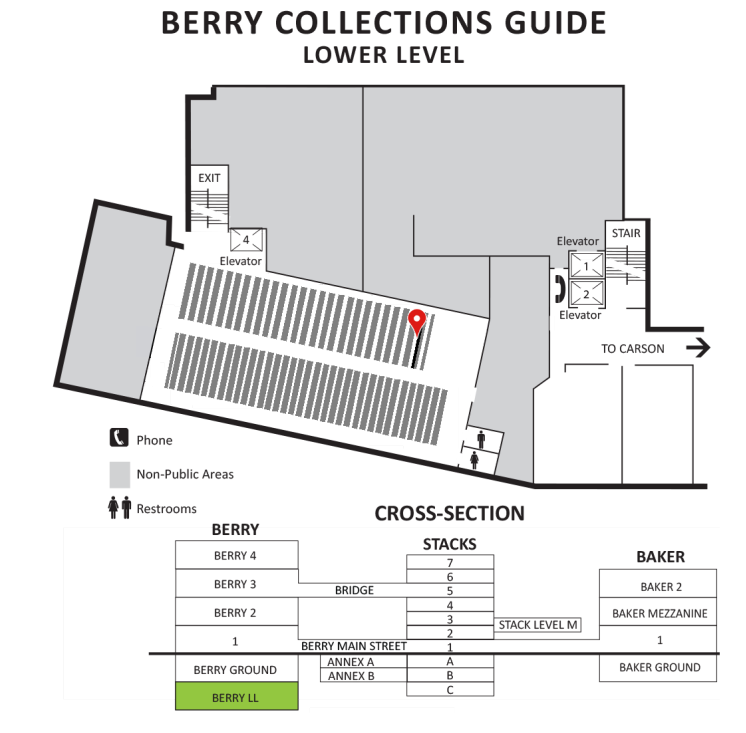 BERRY COLLECTIONS GUIDE
LOWER LEVEL
EXIT
4
Elevator
Elevator
1
2
Elevator
STAIR
TO CARSON
Phone
Non-Public Areas
Restrooms
CROSS-SECTION
BERRY
BERRY 4
BERRY 3
BERRY 2
1
BERRY GROUND
BERRY LL
BRIDGE
BERRY MAIN STREET
ANNEX A
ANNEX B
STACKS
7
6
5
4
3
2
1
A
B
C
STACK LEVEL M
BAKER
BAKER 2
BAKER MEZZANINE
1
BAKER GROUND